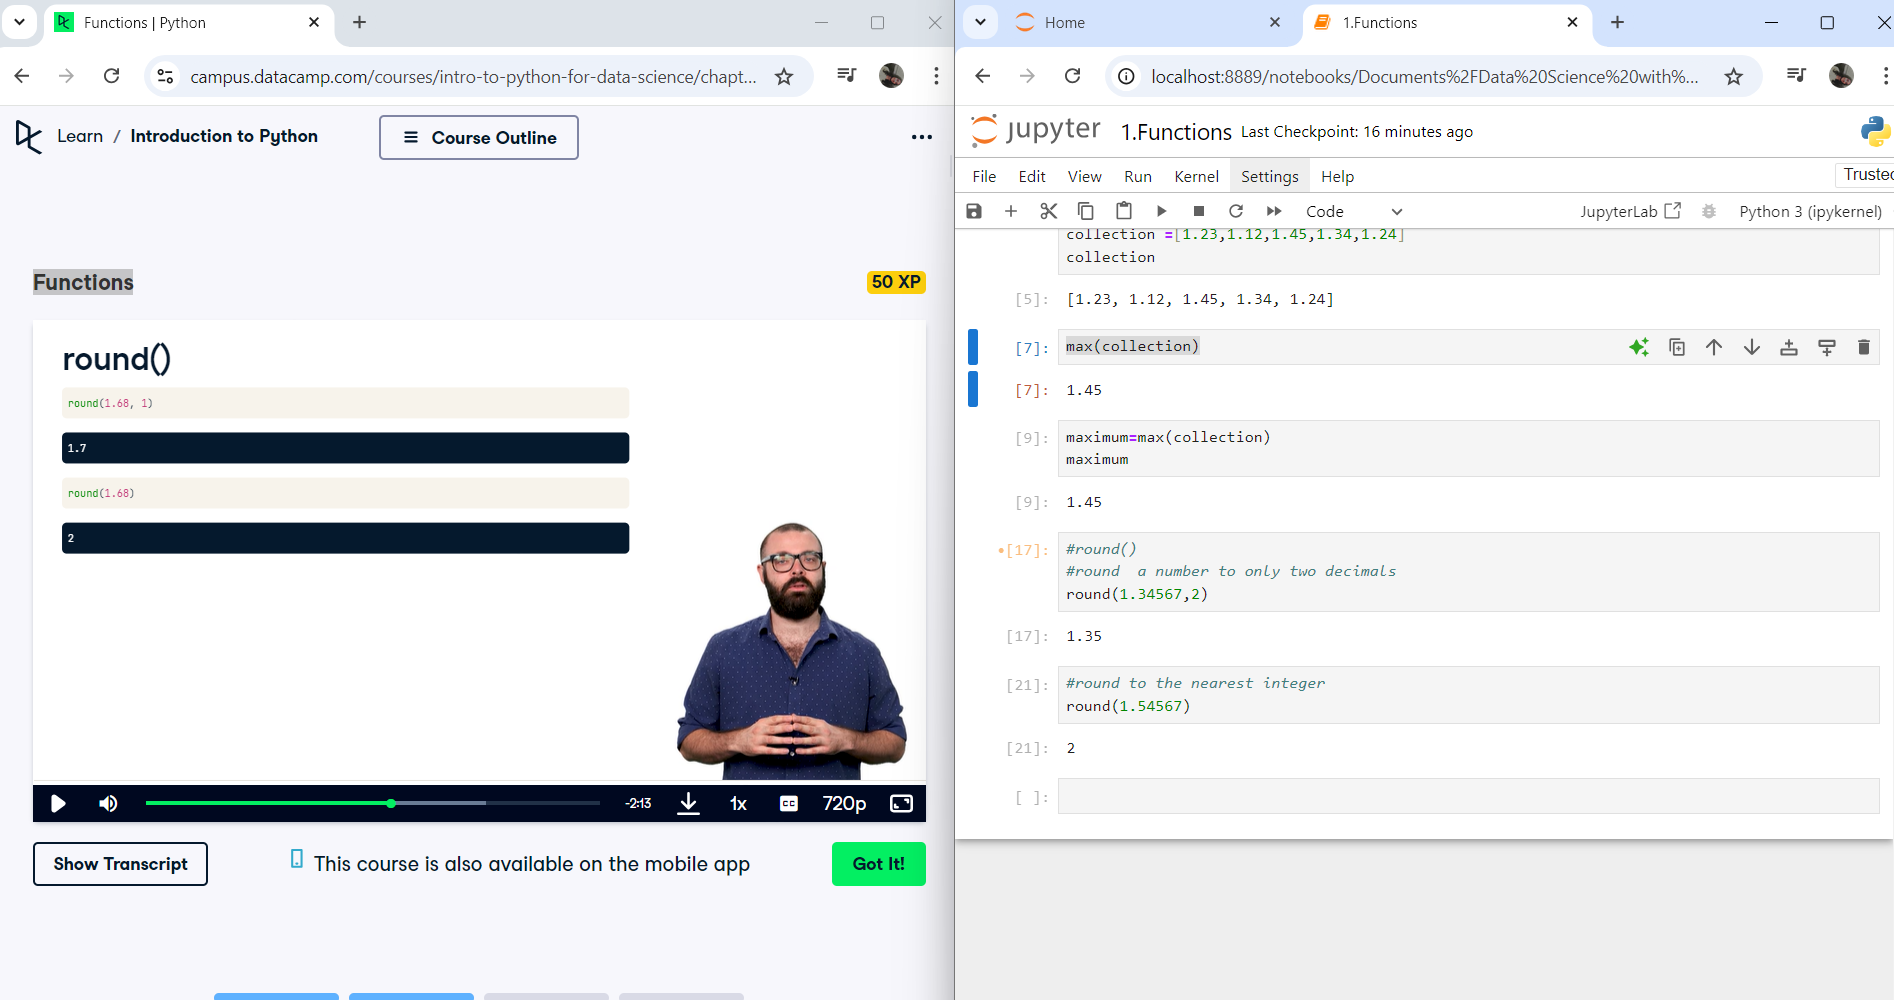 Functions | Python
campus.datacamp.com/courses/intro-to-python-for-data-science/chapt...
Learn / Introduction to Python
Course Outline
Functions
50 XP
round()
round(1.68, 1)
1.7
round(1.68)
2
-2:13
1x
CC
720p
Show Transcript
This course is also available on the mobile app
Got It!
Home
1.Functions
localhost:8889/notebooks/Documents%2FData%20Science%20with%...
jupyter 1.Functions Last Checkpoint: 16 minutes ago
File Edit View Run Kernel Settings Help
Trusted
Code
JupyterLab
Python 3 (ipykernel)
collection =[1.23,1.12,1.45,1.34,1.24]
collection
[5]: [1.23, 1.12, 1.45, 1.34, 1.24]
[7]: max(collection)
[7]: 1.45
[9]: maximum=max(collection)
maximum
[9]: 1.45
[17]: #round()
#round  a number to only two decimals
round(1.34567,2)
[17]: 1.35
[21]: #round to the nearest integer
round(1.54567)
[21]: 2
[ ]: